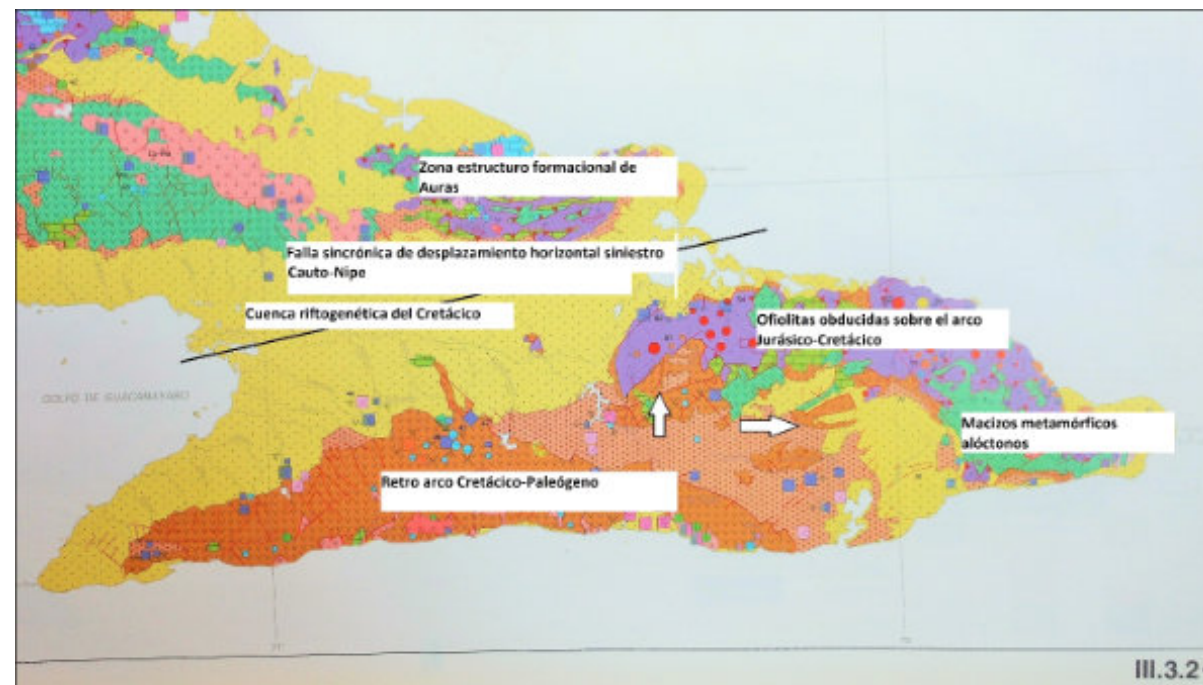 Zona estructuro formacional de
Auras
Falla sincrónica de desplazamiento horizontal siniestro
Cauto-Nipe
Cuenca riftogenética del Cretácico
Ofiolitas obducidas sobre el arco
Jurásico-Cretácico
GOLFO DE GUACANAYABO
Macizos metamórficos
alóctonos
Retro arco Cretácico-Paleógeno
III.3.2